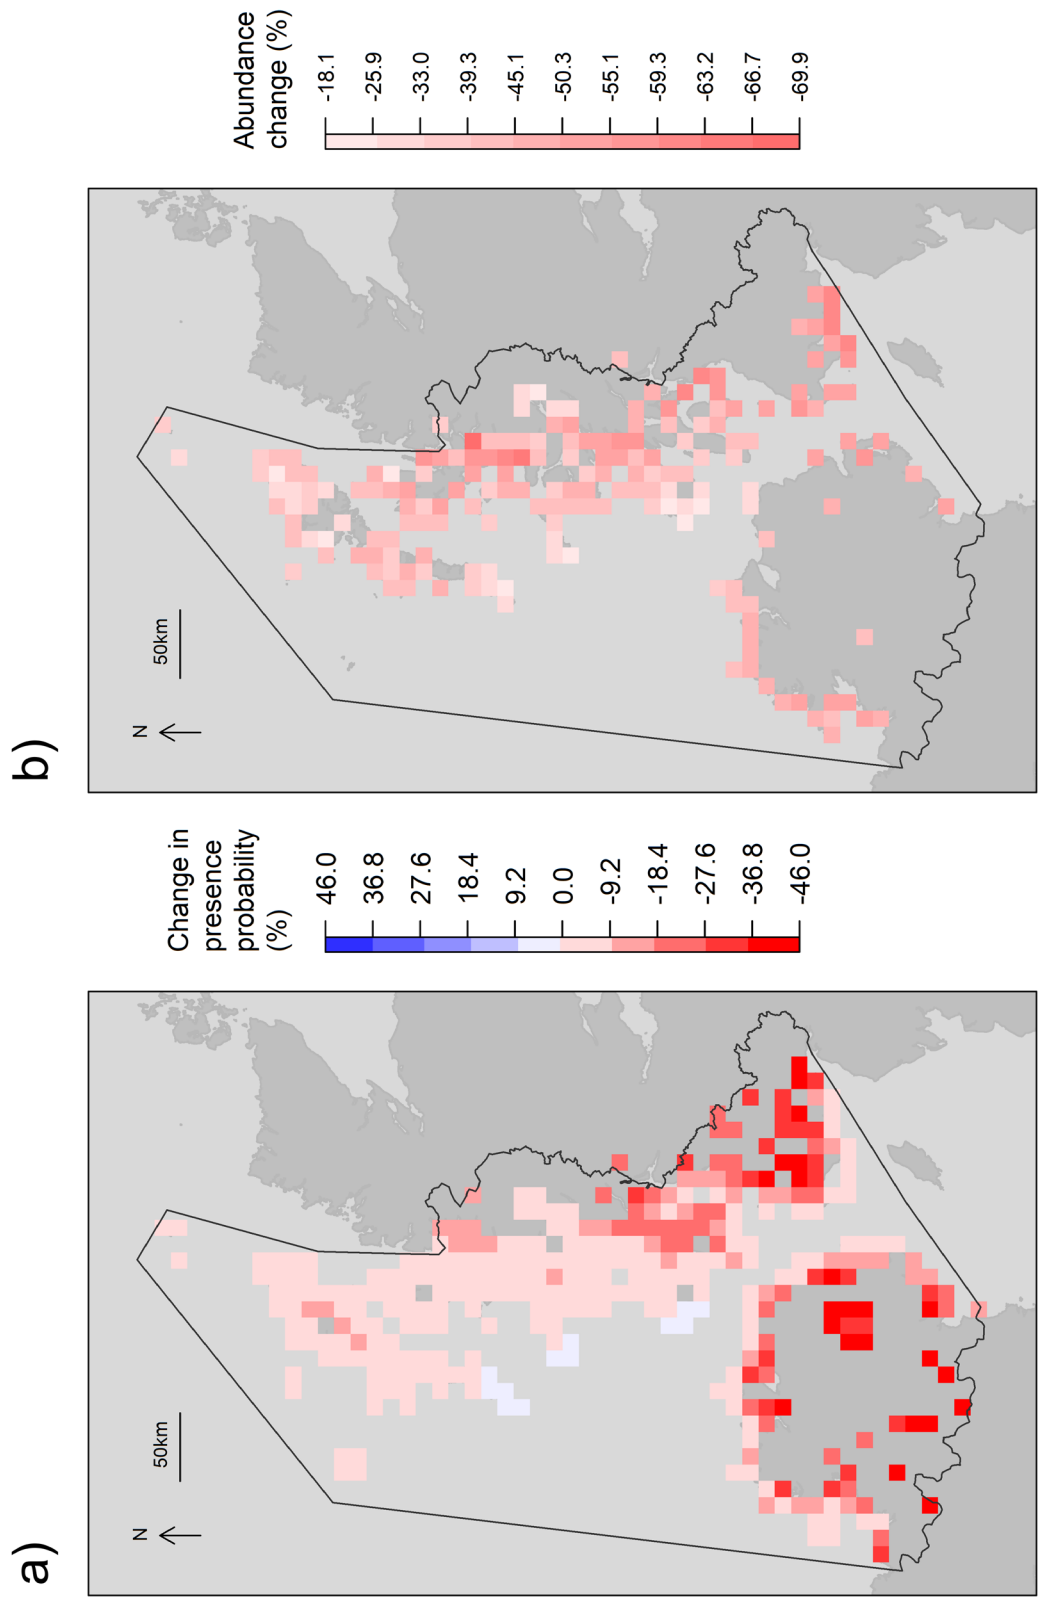 a)
N
50km
Change in
presence
probability
(%)
46.0
36.8
27.6
18.4
9.2
0.0
-9.2
-18.4
-27.6
-36.8
-46.0
b)
N
50km
Abundance
change (%)
-18.1
-25.9
-33.0
-39.3
-45.1
-50.3
-55.1
-59.3
-63.2
-66.7
-69.9